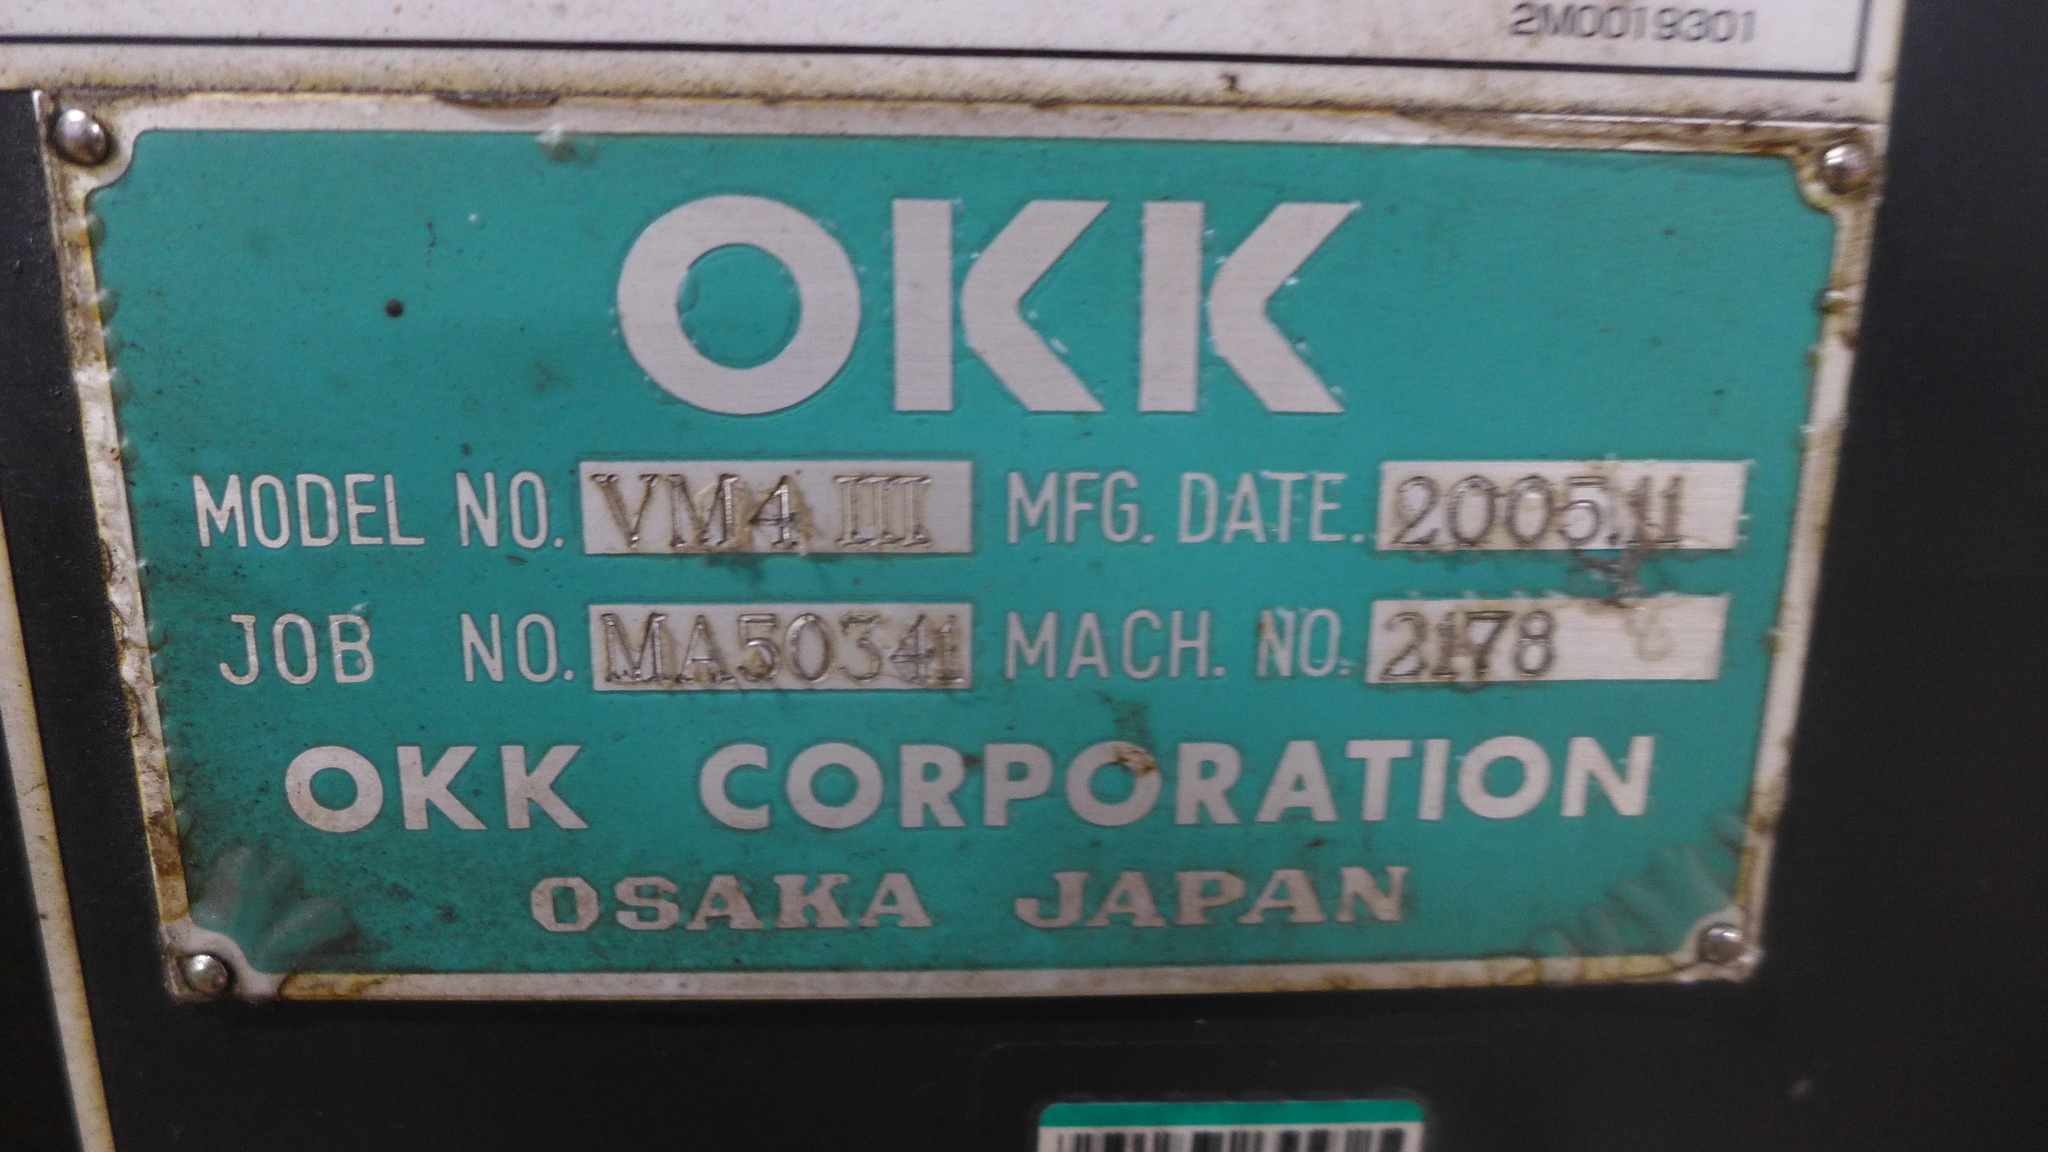 SM0019301
OKK
MODEL NO. VM4 III MFG. DATE. 2005.11
JOB NO. MA50341 MACH. NO. 2178
OKK CORPORATION
OSAKA JAPAN